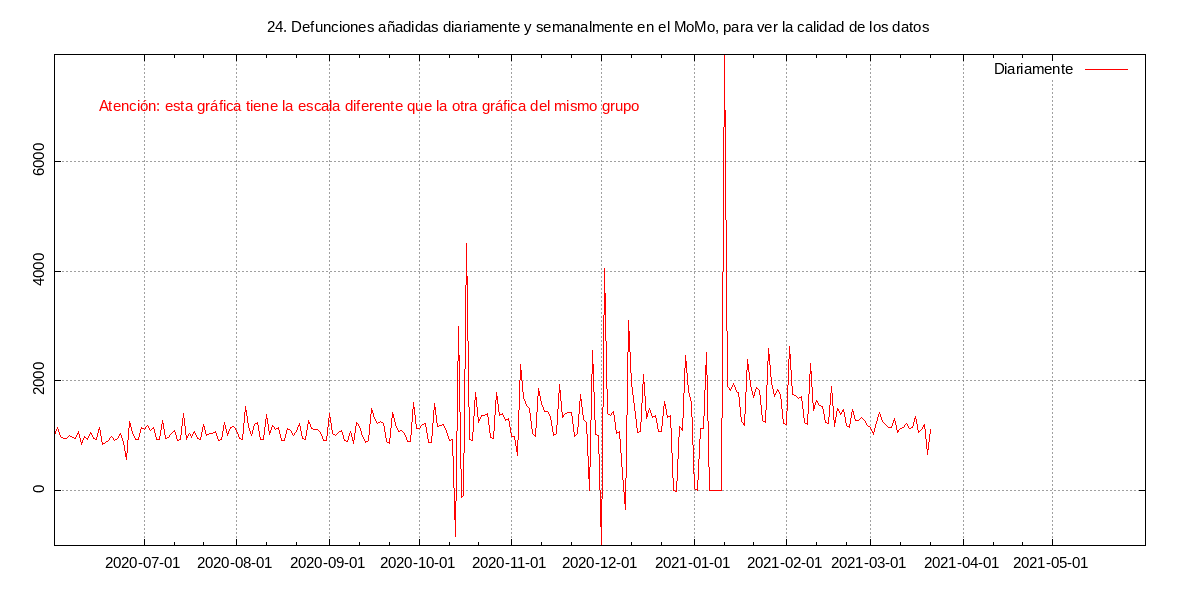 24. Defunciones añadidas diariamente y semanalmente en el MoMo, para ver la calidad de los datos
Diariamente
Atención: esta gráfica tiene la escala diferente que la otra gráfica del mismo grupo
6000
4000
2000
0
2020-07-01 2020-08-01 2020-09-01 2020-10-01 2020-11-01 2020-12-01 2021-01-01 2021-02-01 2021-03-01 2021-04-01 2021-05-01